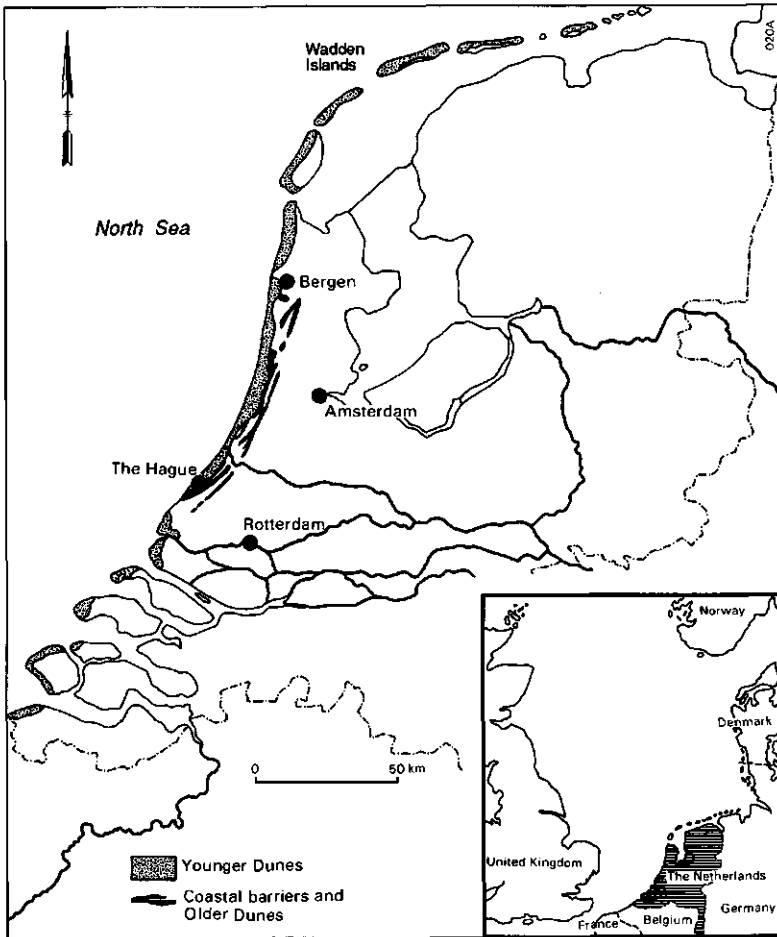 Wadden
Islands
020A
North Sea
Bergen
Amsterdam
The Hague
Rotterdam
0 50 km
Younger Dunes
Coastal barriers and
Older Dunes
Norway
Denmark
United Kingdom
The Netherlands
Germany
Belgium
France